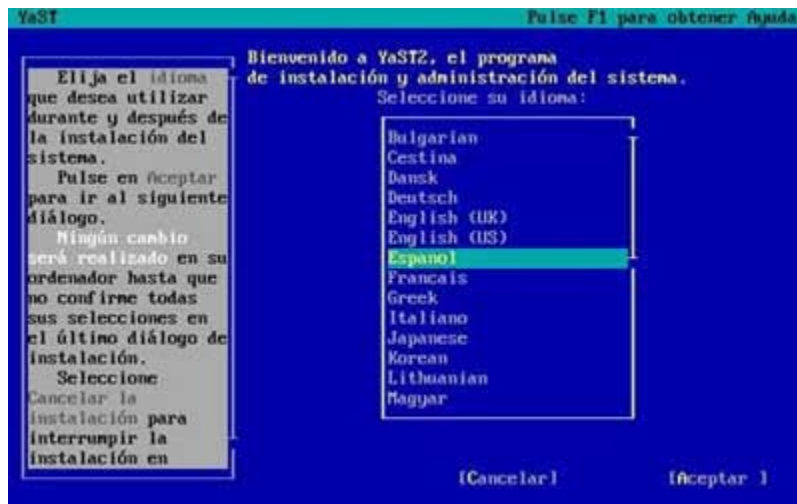 YaST Pulse F1 para obtener Ayuda
Elija el idioma
que desea utilizar
durante y después de
la instalación del
sistema.
Pulse en Aceptar
para ir al siguiente
diálogo.
Ningún cambio
será realizado en su
ordenador hasta que
no confirme todas
sus selecciones en
el último diálogo de
instalación.
Seleccione
Cancelar la
instalación para
interrumpir la
instalación en
Bienvenido a YaST2, el programa
de instalación y administración del sistema.
Seleccione su idioma:
Bulgarian
Cestina
Dansk
Deutsch
English (UK)
English (US)
Espanol
Francais
Greek
Italiano
Japanese
Korean
Lithuanian
Magyar
[Cancelar] [Aceptar ]